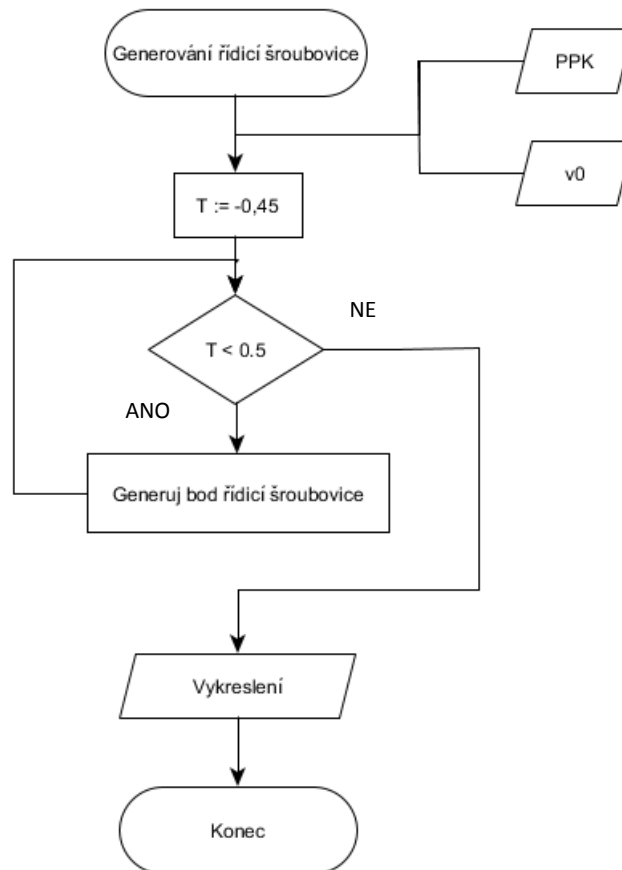 Generování řídicí šroubovice
PPK
v0
T := -0,45
T < 0.5
NE
ANO
Generuj bod řídicí šroubovice
Vykreslení
Konec